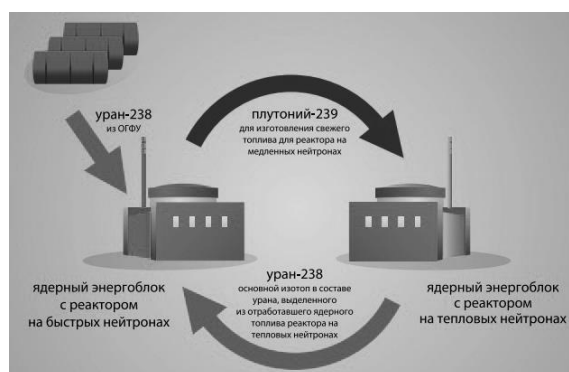 уран-238
из ОГФУ
плутоний-239
для изготовления свежего
топлива для реактора на
медленных нейтронах
ядерный энергоблок
с реактором
на быстрых нейтронах
уран-238
основной изотоп в составе
урана, выделенного
из отработавшего ядерного
топлива реактора на
тепловых нейтронах
ядерный энергоблок
с реактором
на тепловых нейтронах